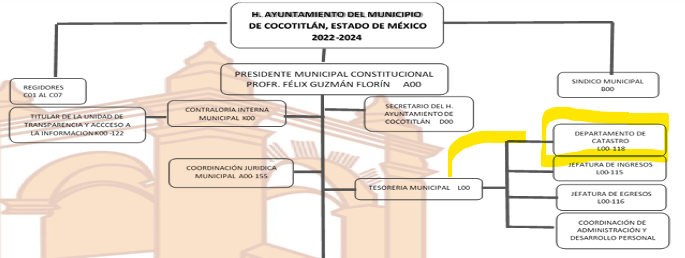 H. AYUNTAMIENTO DEL MUNICIPIO
DE COCOTITLÁN, ESTADO DE MÉXICO
2022-2024
PRESIDENTE MUNICIPAL CONSTITUCIONAL
PROFR. FÉLIX GUZMÁN FLORÍN A00
REGIDORES
C01 AL C07
SINDICO MUNICIPAL
B00
TITULAR DE LA UNIDAD DE
TRANSPARENCIA Y ACCCESO A
LA INFORMACION X00 -122
CONTRALORIA INTERNA
MUNICIPAL K00
SECRETARIO DEL H.
AYUNTAMIENTO DE
COCOTITLÁN D00
DEPARTAMENTO DE
CATASTRO
L00-118
COORDINACIÓN JURIDICA
MUNICIPAL A00-155
TESORERIA MUNICIPAL L00
JEFATURA DE INGRESOS
L00-115
JEFATURA DE EGRESOS
L00-116
COORDINACIÓN DE
ADMINISTRACIÓN Y
DESARROLLO PERSONAL